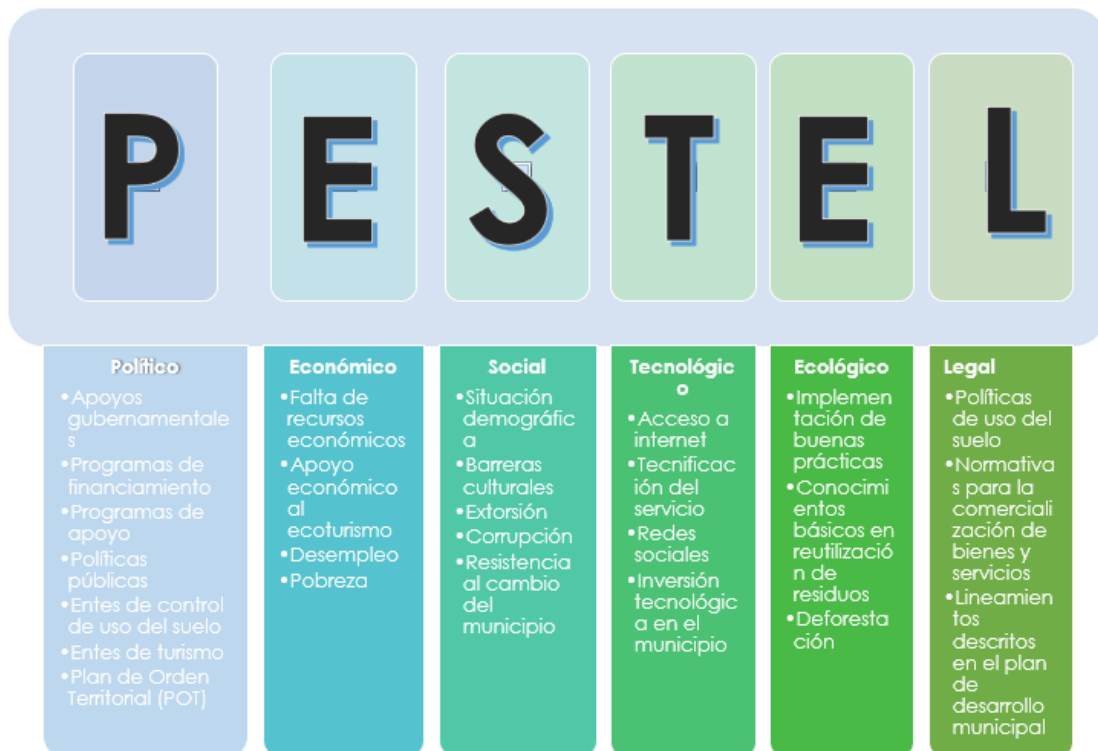 P E S T E L
Político
•Apoyos
gubernamentale
s
•Programas de
financiamiento
•Programas de
apoyo
•Políticas
públicas
•Entes de control
de uso del suelo
•Entes de turismo
•Plan de Orden
Territorial (POT)
Económico
•Falta de
recursos
económicos
•Apoyo
económico
al
ecoturismo
•Desempleo
•Pobreza
Social
•Situación
demográfic
a
•Barreras
culturales
•Extorsión
•Corrupción
•Resistencia
al cambio
del
municipio
Tecnológic
o
•Acceso a
internet
•Tecnificac
ión del
servicio
•Redes
sociales
•Inversión
tecnológic
a en el
municipio
Ecológico
•Implemen
tación de
buenas
prácticas
•Conocimi
entos
básicos en
reutilizació
n de
residuos
•Deforesta
ción
Legal
•Políticas
de uso del
suelo
•Normativa
s para la
comerciali
zación de
bienes y
servicios
•Lineamien
tos
descritos
en el plan
de
desarrollo
municipal